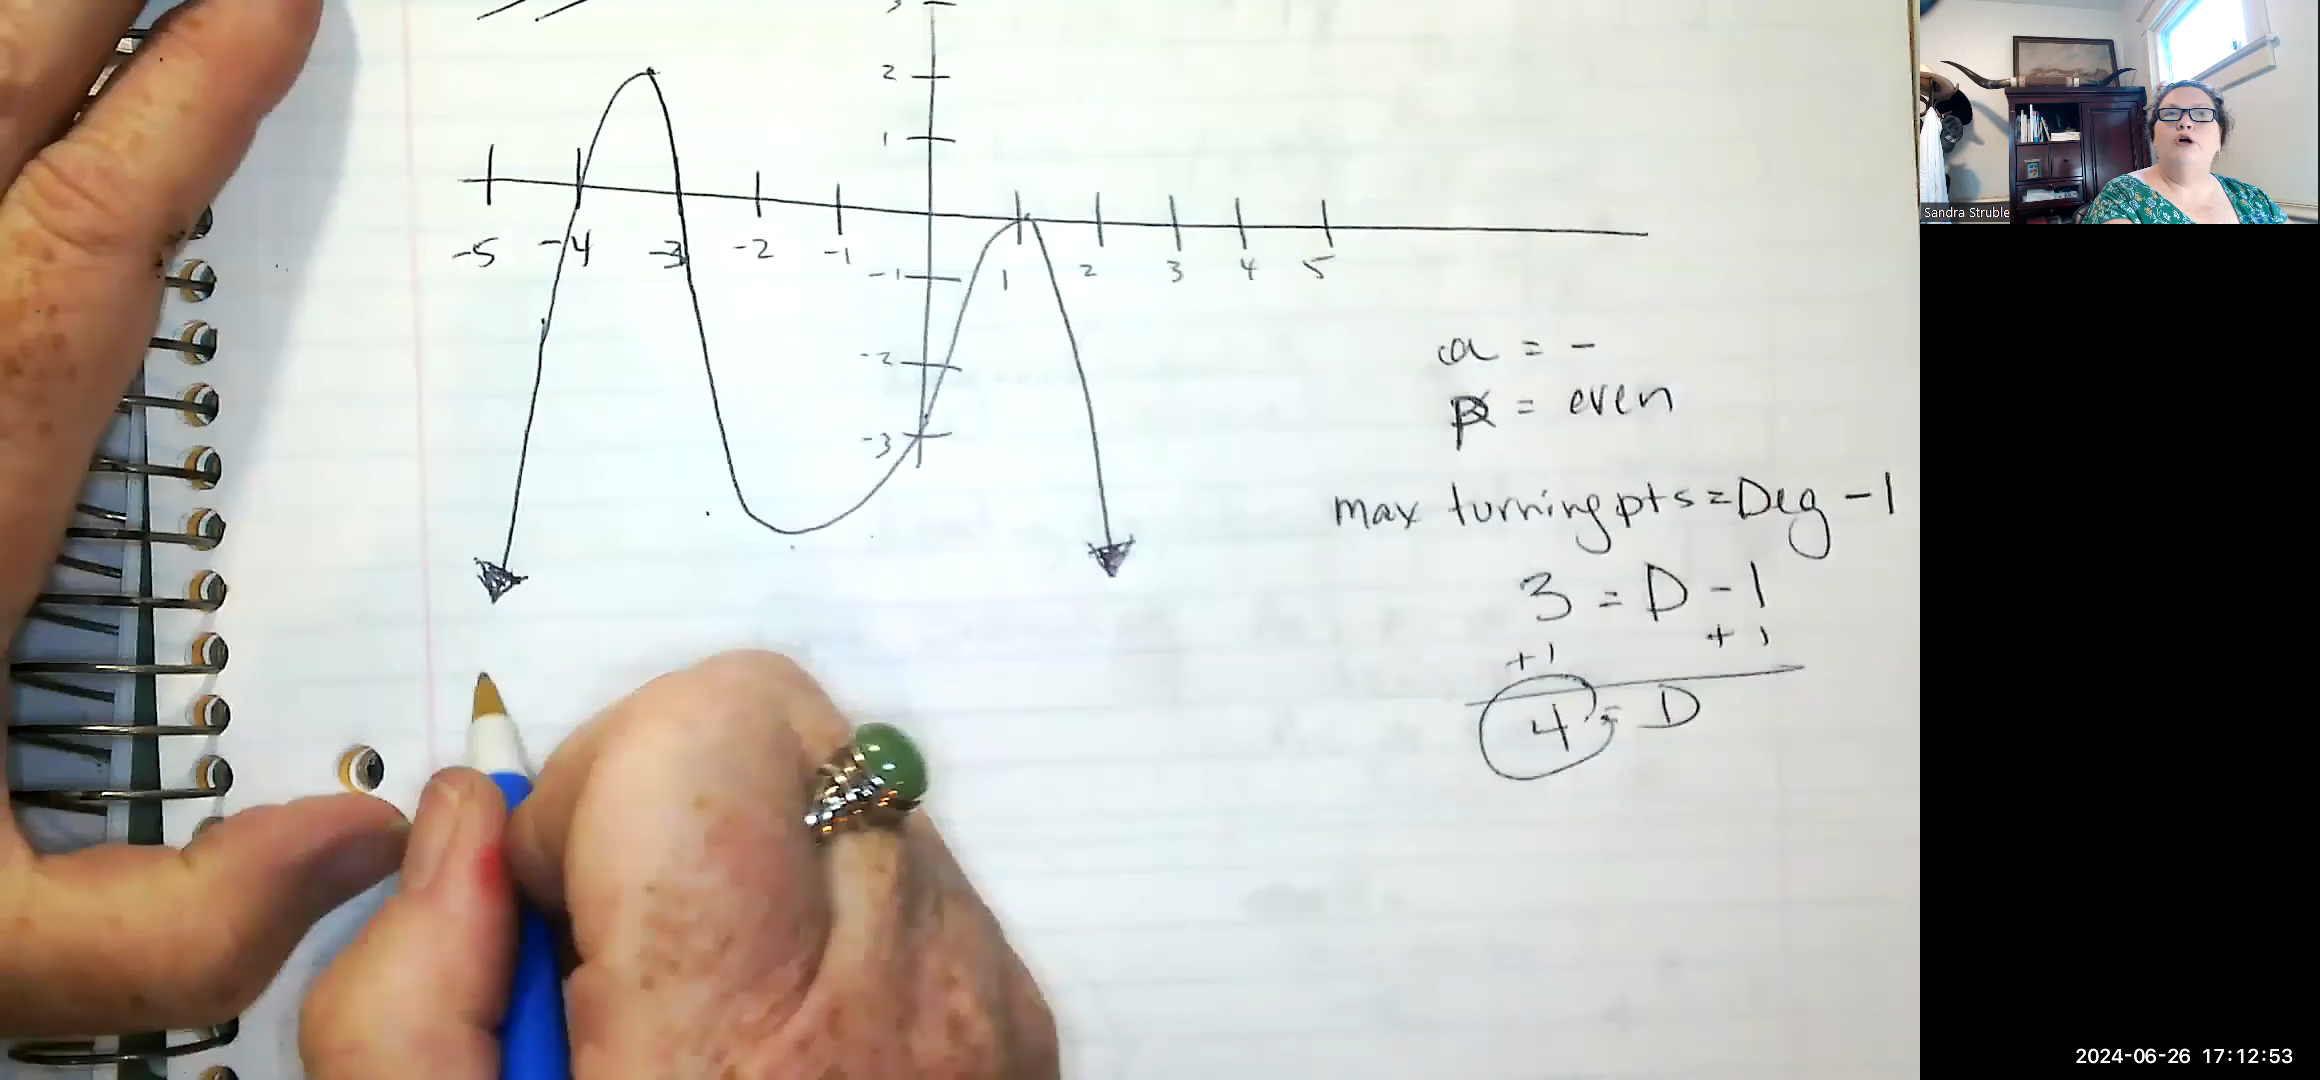 3
2
1
-5 -4 -3 -2 -1 1 2 3 4 5
-1
-2
-3
a = -
= even
max turning pts = Deg - 1
3 = D - 1
+1 + 1
4 = D
Sandra Struble
2024-06-26 17:12:53